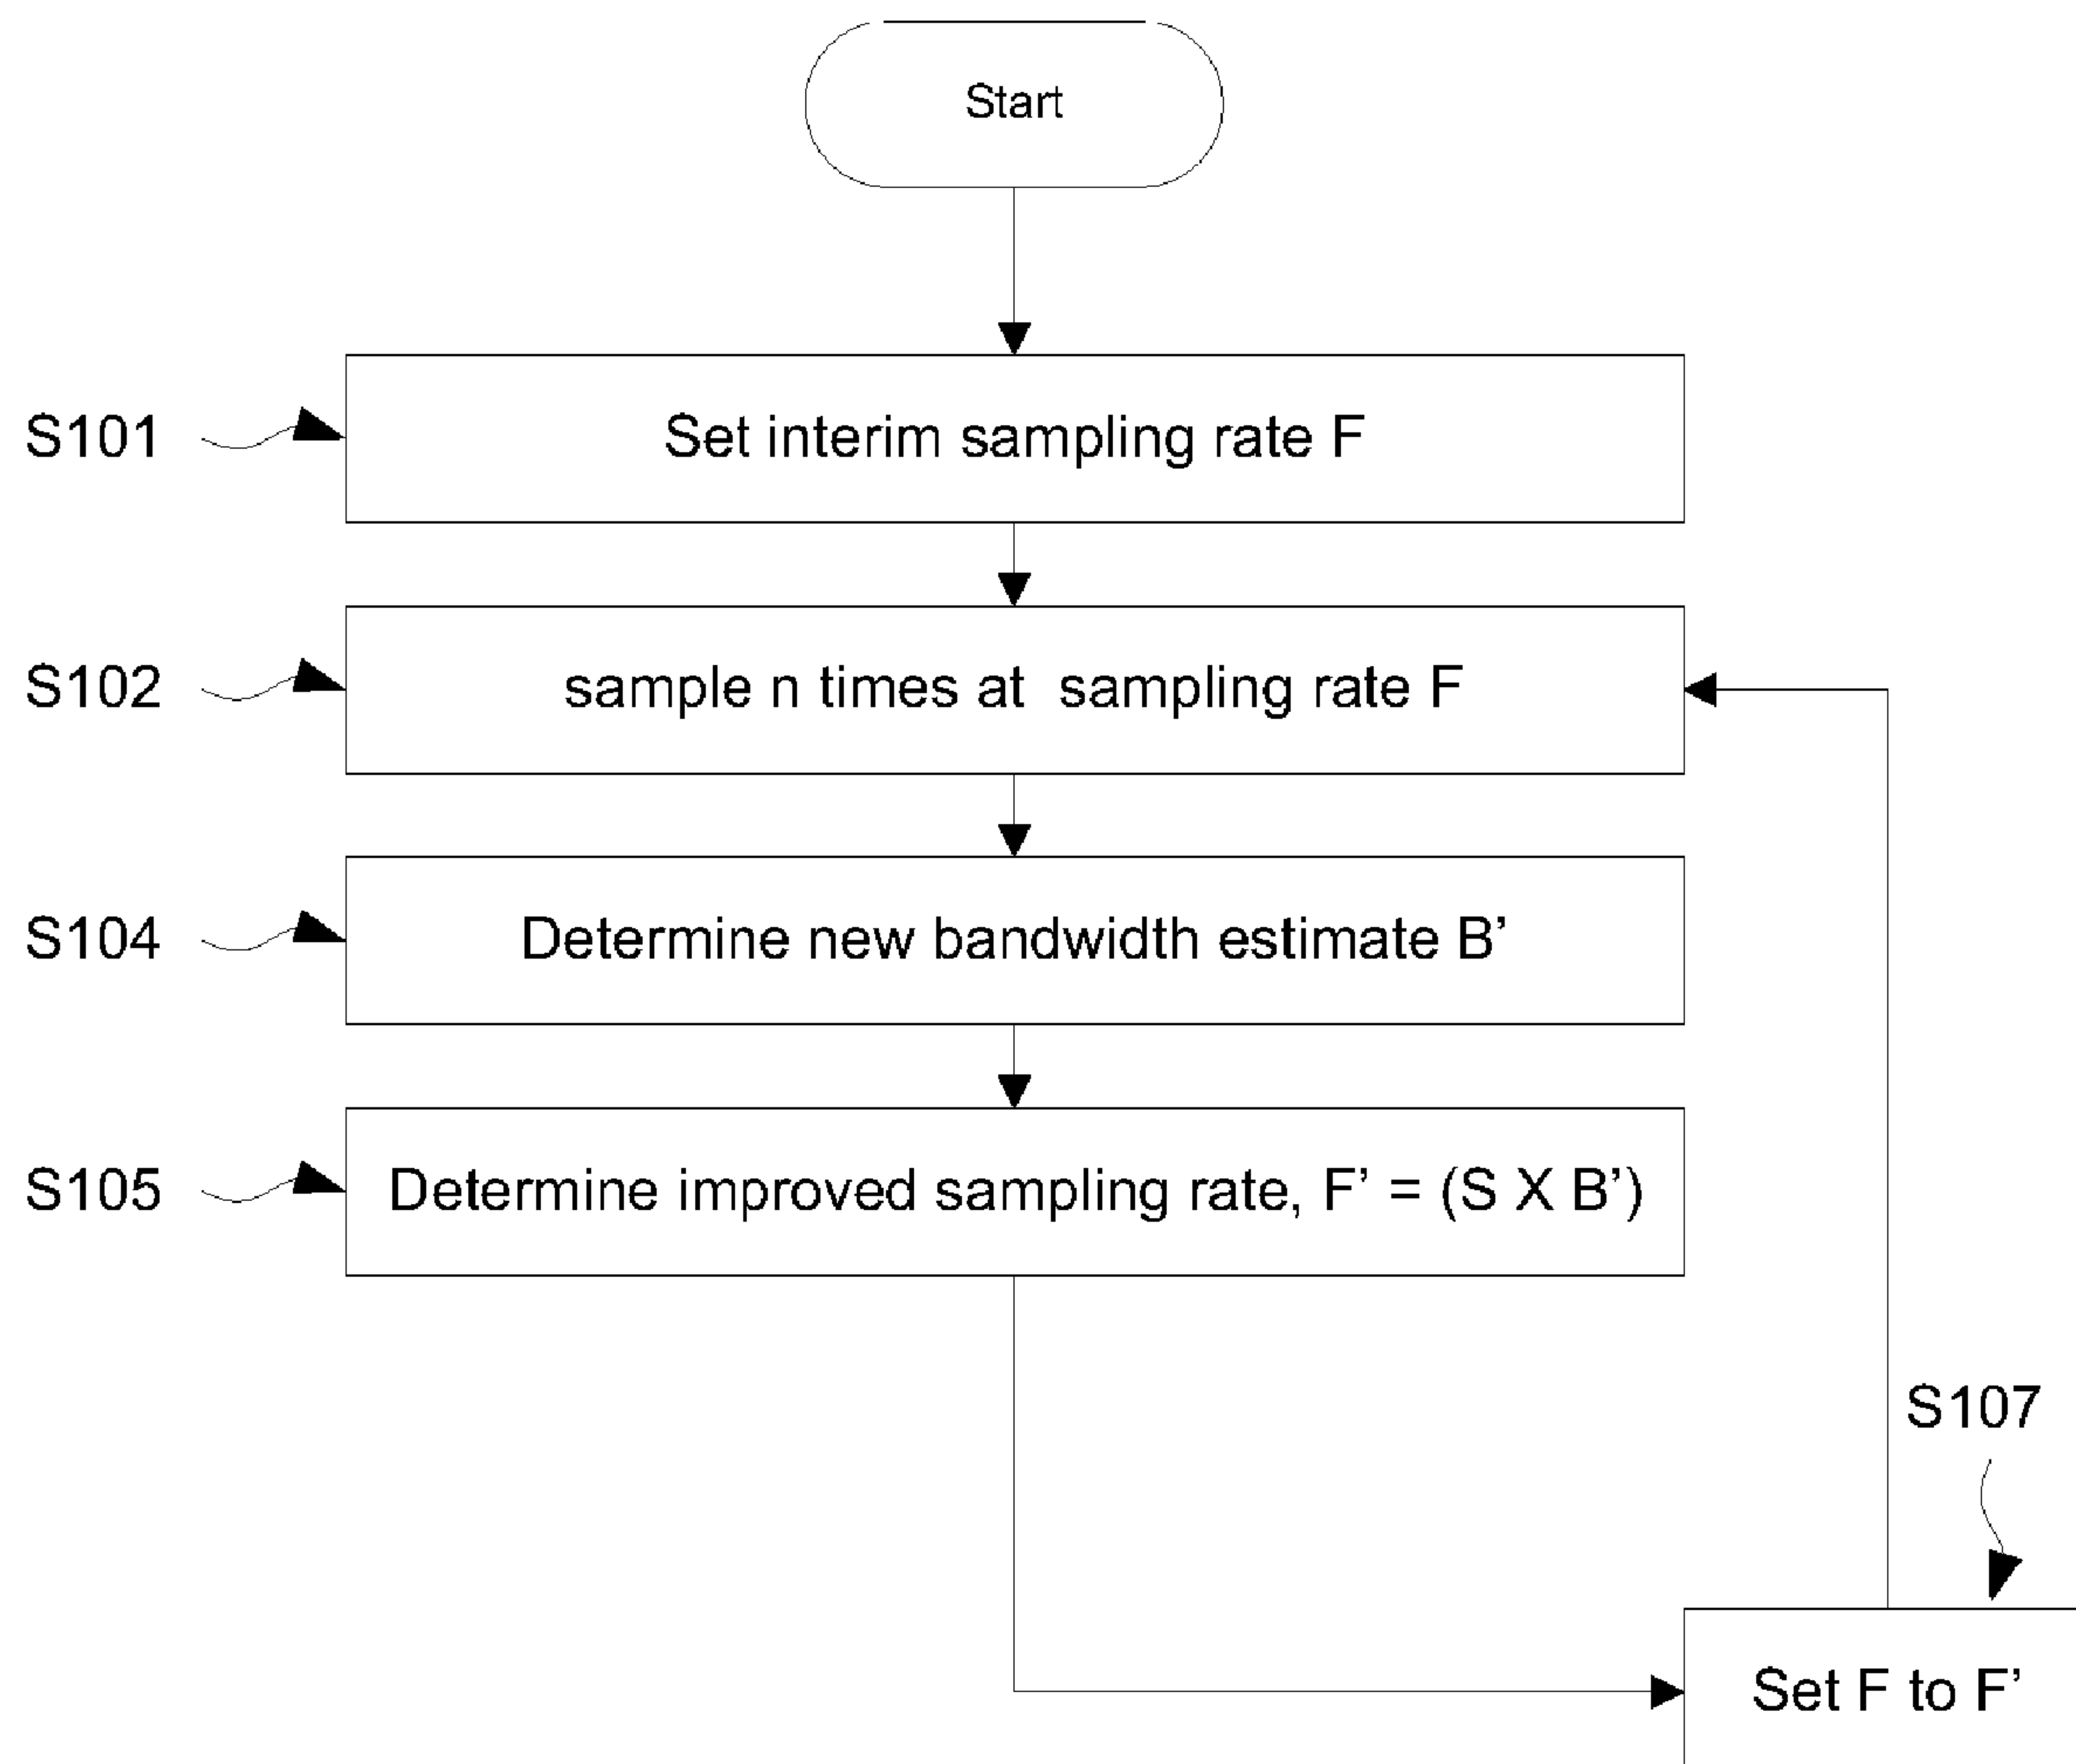 Start
S101
Set interim sampling rate F
S102
sample n times at sampling rate F
S104
Determine new bandwidth estimate B’
S105
Determine improved sampling rate, F’ = (S X B’)
S107
Set F to F’